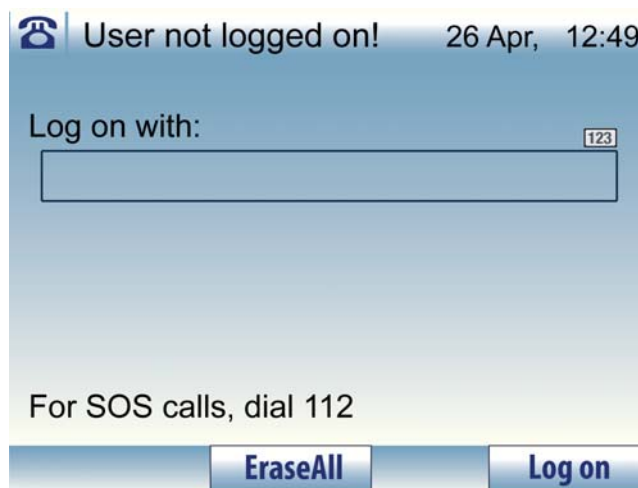 User not logged on! 26 Apr, 12:49
Log on with:
123
For SOS calls, dial 112
EraseAll Log on